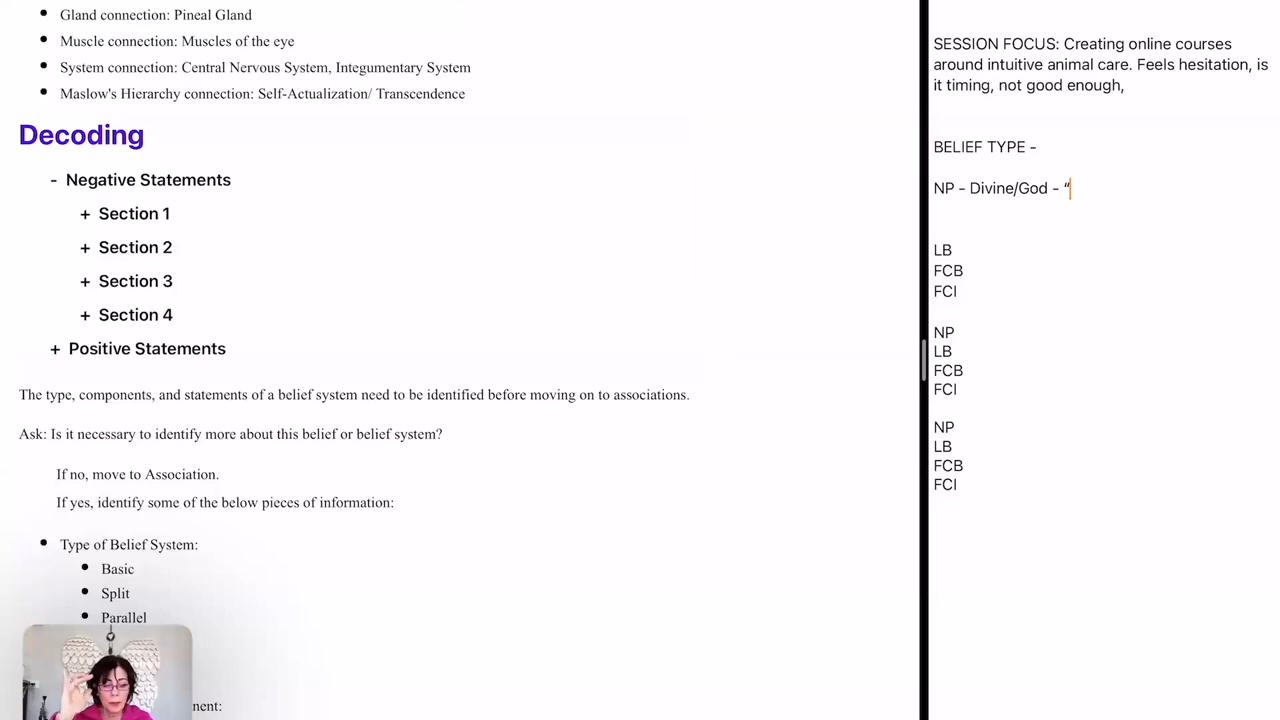 Gland connection: Pineal Gland
Muscle connection: Muscles of the eye
System connection: Central Nervous System, Integumentary System
Maslow's Hierarchy connection: Self-Actualization/ Transcendence
Decoding
- Negative Statements
+ Section 1
+ Section 2
+ Section 3
+ Section 4
+ Positive Statements
The type, components, and statements of a belief system need to be identified before moving on to associations.
Ask: Is it necessary to identify more about this belief or belief system?
If no, move to Association.
If yes, identify some of the below pieces of information:
Type of Belief System:
Basic
Split
Parallel
nent:
SESSION FOCUS: Creating online courses
around intuitive animal care. Feels hesitation, is
it timing, not good enough,
BELIEF TYPE -
NP - Divine/God - “
LB
FCB
FCI
NP
LB
FCB
FCI
NP
LB
FCB
FCI